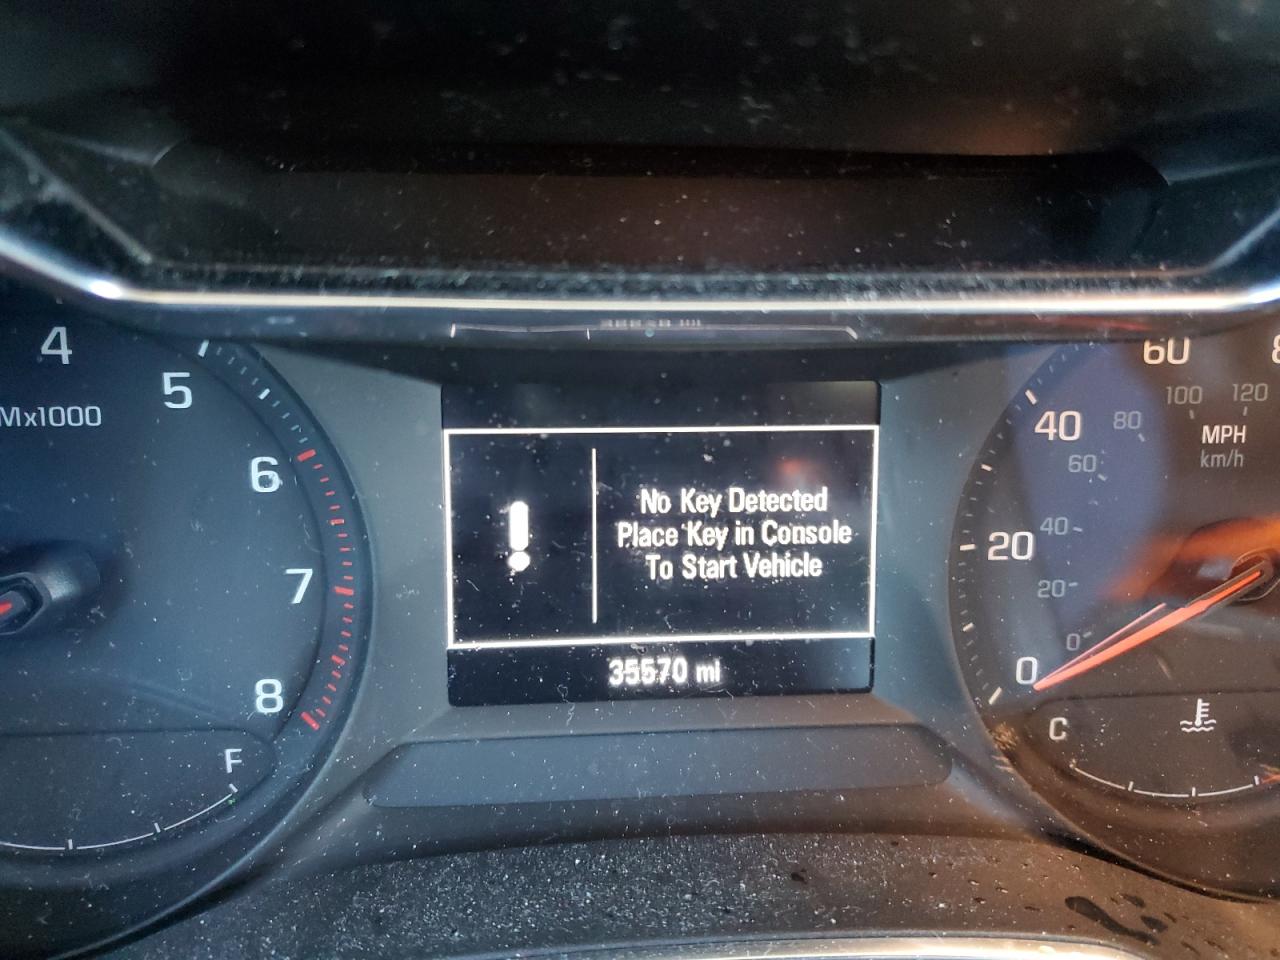 4
5
Mx1000
6
7
8
F
No Key Detected
Place Key in Console
To Start Vehicle
35570 mi
60
100
120
40
80
MPH
60
km/h
40
20
20
0
0
C